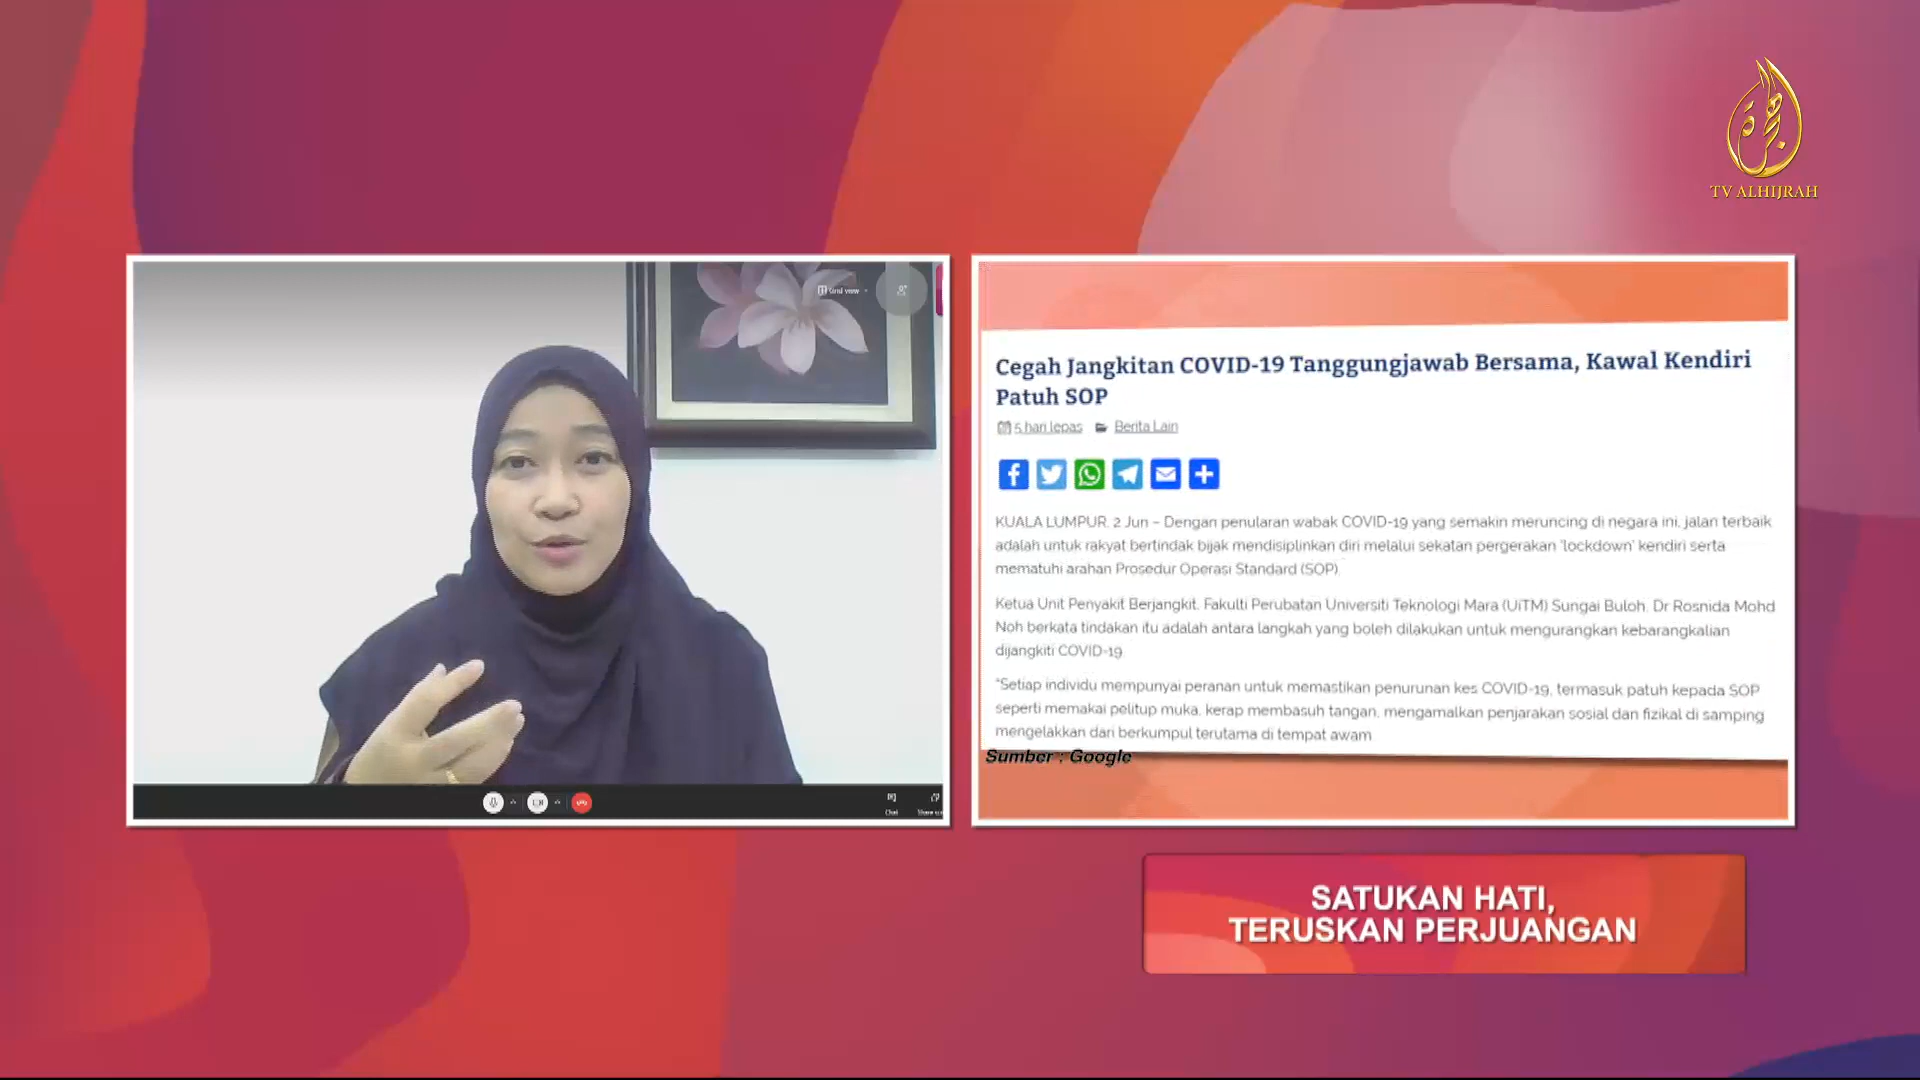 هجرة
TV ALHIJRAH
Grid view
Cegah Jangkitan COVID-19 Tanggungjawab Bersama, Kawal Kendiri
Patuh SOP
5 hari lepas Berita Lain
KUALA LUMPUR, 2 Jun – Dengan penularan wabak COVID-19 yang semakin meruncing di negara ini, jalan terbaik
adalah untuk rakyat bertindak bijak mendisiplinkan diri melalui sekatan pergerakan 'lockdown' kendiri serta
mematuhi arahan Prosedur Operasi Standard (SOP).
Ketua Unit Penyakit Berjangkit, Fakulti Perubatan Universiti Teknologi Mara (UiTM) Sungai Buloh, Dr Rosnida Mohd
Noh berkata tindakan itu adalah antara langkah yang boleh dilakukan untuk mengurangkan kebarangkalian
dijangkiti COVID-19.
"Setiap individu mempunyai peranan untuk memastikan penurunan kes COVID-19, termasuk patuh kepada SOP
seperti memakai pelitup muka, kerap membasuh tangan, mengamalkan penjarakan sosial dan fizikal di samping
mengelakkan dari berkumpul terutama di tempat awam
Sumber : Google
Chat
SATUKAN HATI,
TERUSKAN PERJUANGAN